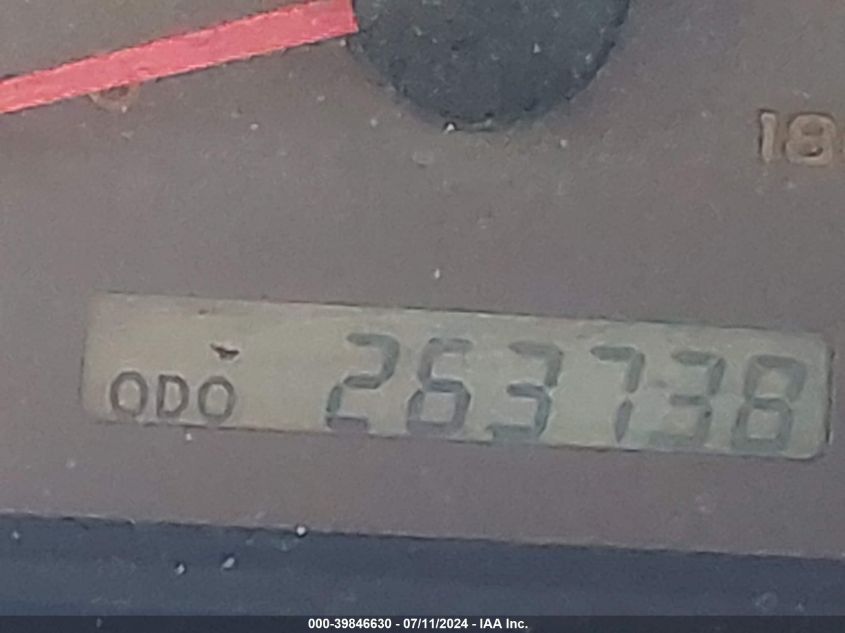 18
ODO 263738
000-39846630 - 07/11/2024 - IAA Inc.